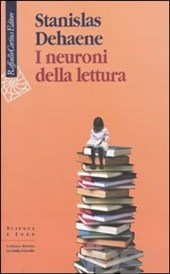 Raffaello Cortina Editore
Stanislas
Dehaene
I neuroni
della lettura
SCIENZA
E IDEE